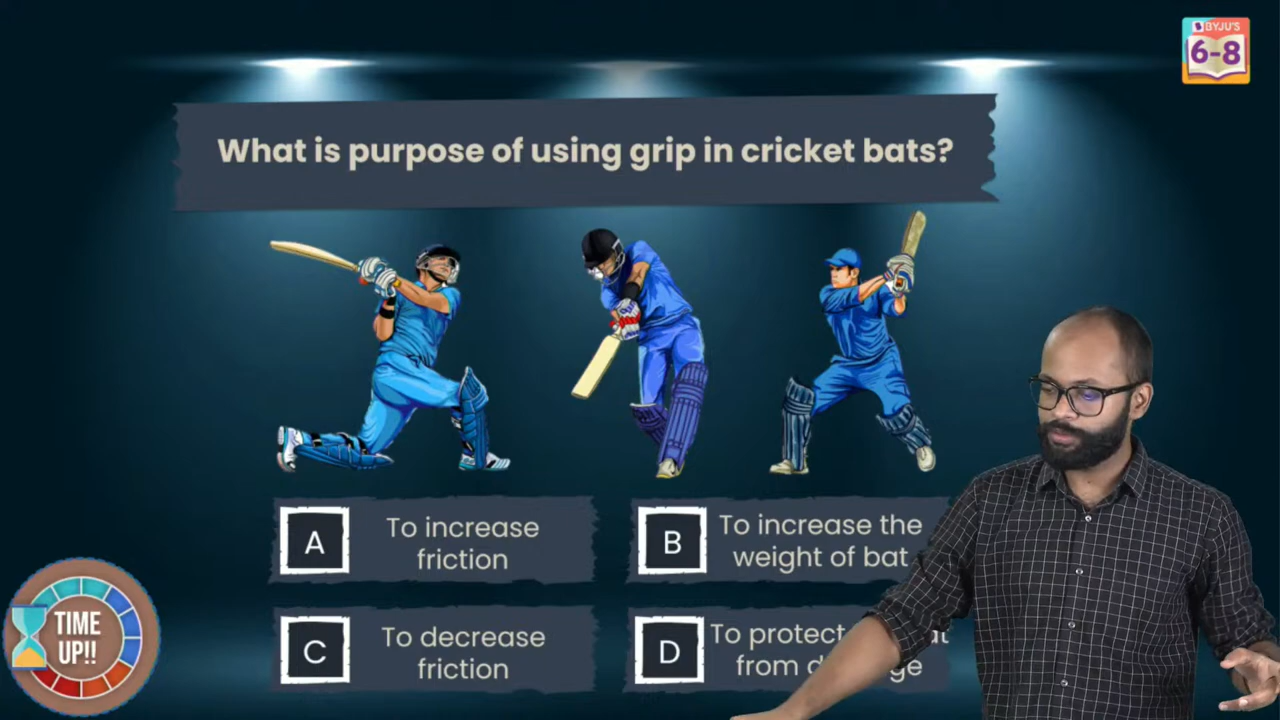 BYJU'S
6-8
What is purpose of using grip in cricket bats?
A
To increase
friction
B
To increase the
weight of bat
C
To decrease
friction
D
To protect
from
TIME
UP!!